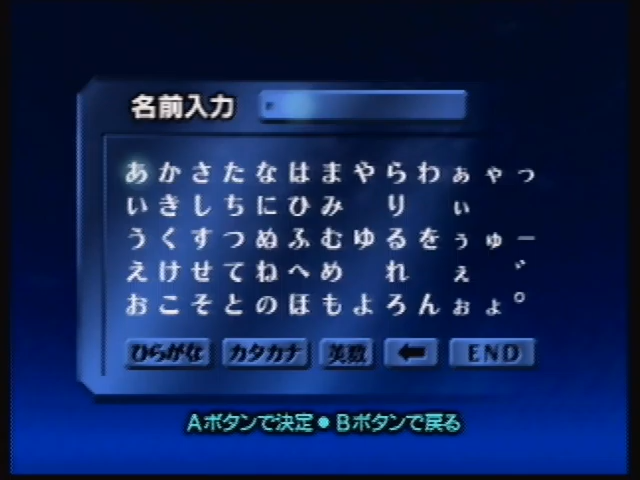 名前入力
あかさたなはまやらわぁゃっ
いきしちにひみ り ぃ
うくすつぬふむゆるをぅゅー
えけせてねへめ れ ぇ ゛
おこそとのほもよろんぉょ゜
ひらがな カタカナ 英数 ← END
Aボタンで決定●Bボタンで戻る